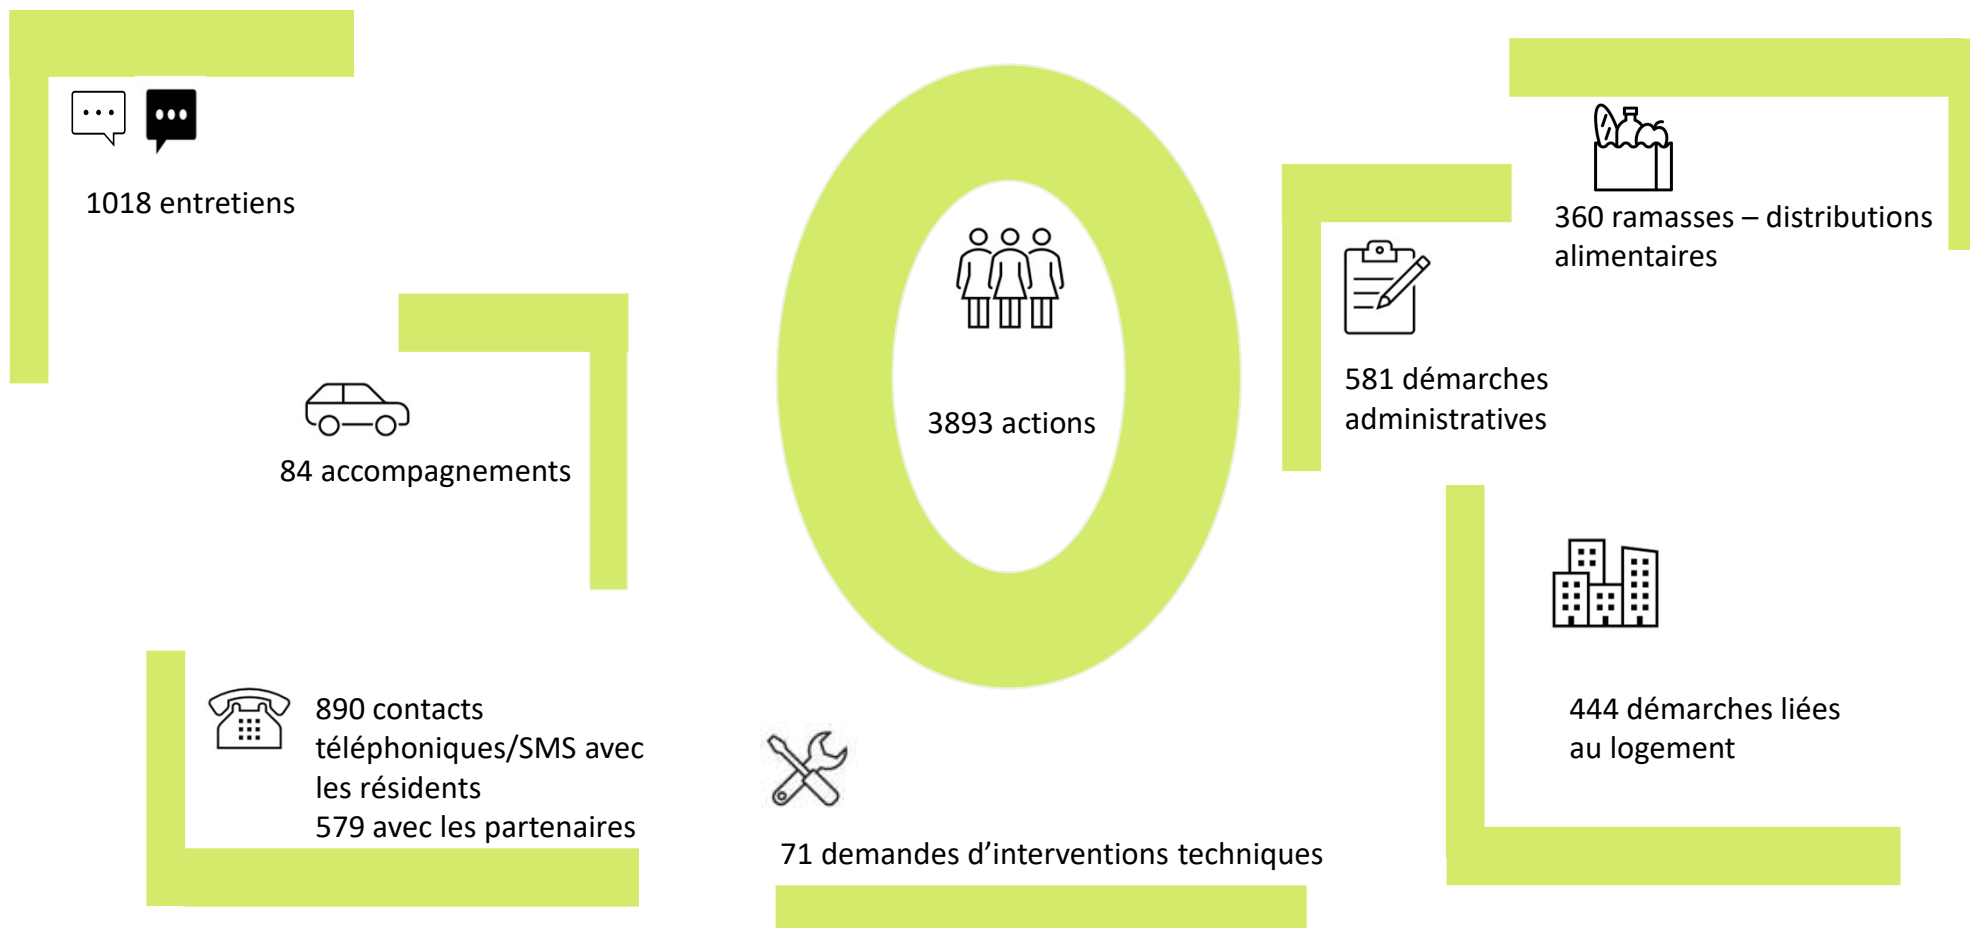 1018 entretiens
84 accompagnements
890 contacts
téléphoniques/SMS avec
les résidents
579 avec les partenaires
3893 actions
71 demandes d’interventions techniques
360 ramasses – distributions
alimentaires
581 démarches
administratives
444 démarches liées
au logement